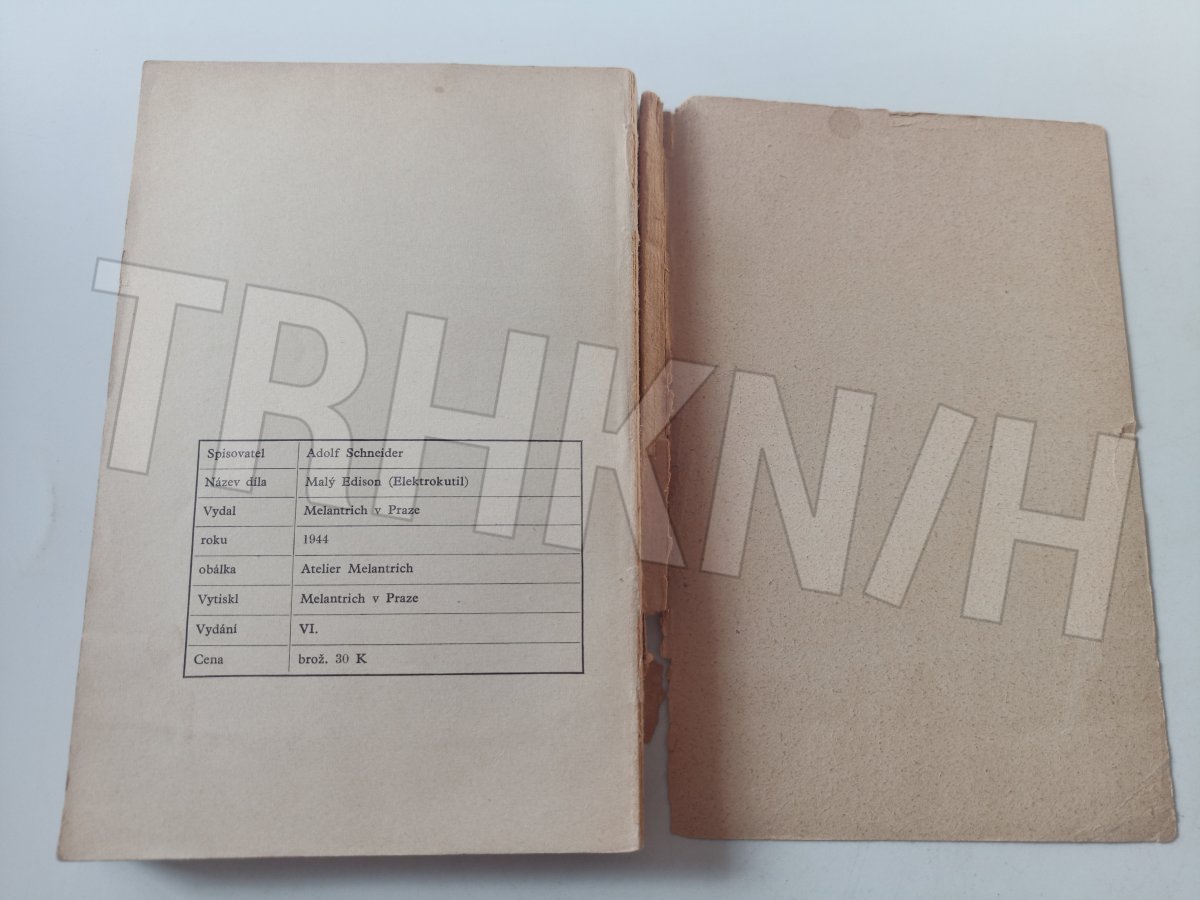 Spisovatel Adolf Schneider
Název díla Malý Edison (Elektrokutil)
Vydal Melantrich v Praze
roku 1944
obálka Atelier Melantrich
Vytiskl Melantrich v Praze
Vydání VI.
Cena brož. 30 K
TRHKN/H